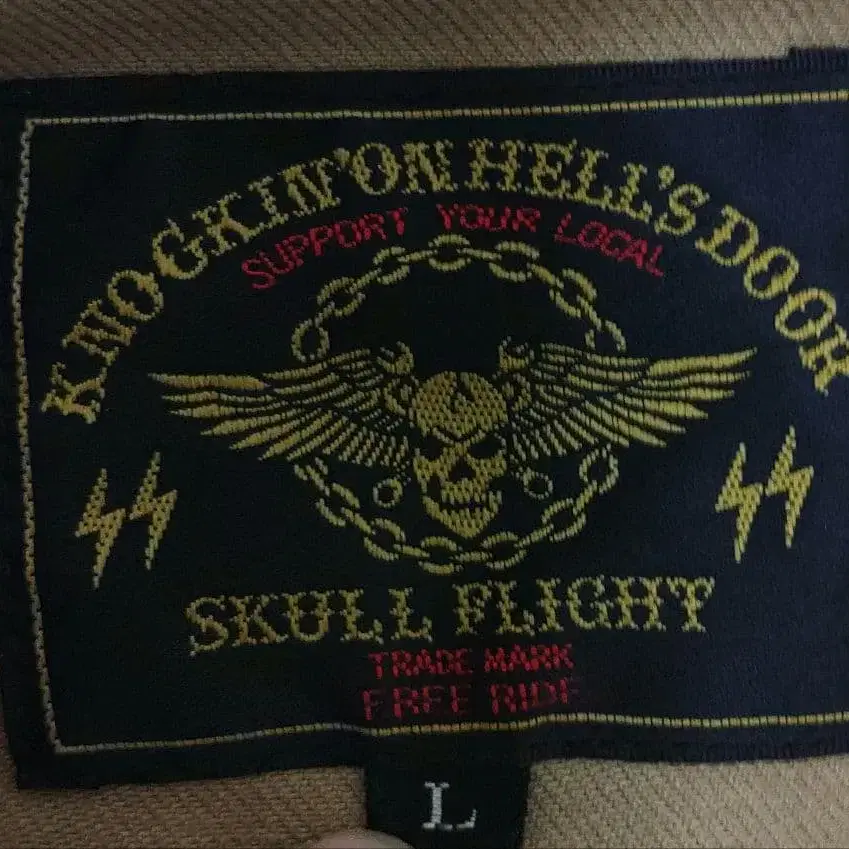 KNOCKIN'ON HELL'S DOOR
SUPPORT YOUR LOCAL
SKULL FLIGHT
TRADE MARK
FREE RIDE
L